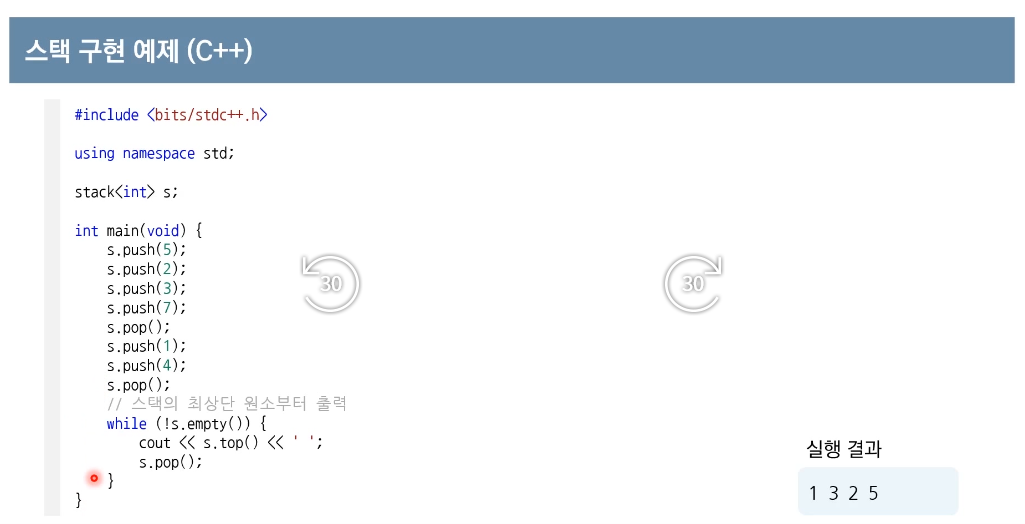 스택 구현 예제 (C++)
#include <bits/stdc++.h>
using namespace std;
stack<int> s;
int main(void) {
    s.push(5);
    s.push(2);
    s.push(3);
    s.push(7);
    s.pop();
    s.push(1);
    s.push(4);
    s.pop();
    // 스택의 최상단 원소부터 출력
    while (!s.empty()) {
        cout << s.top() << ' ';
        s.pop();
    }
}
30
30
실행 결과
1 3 2 5